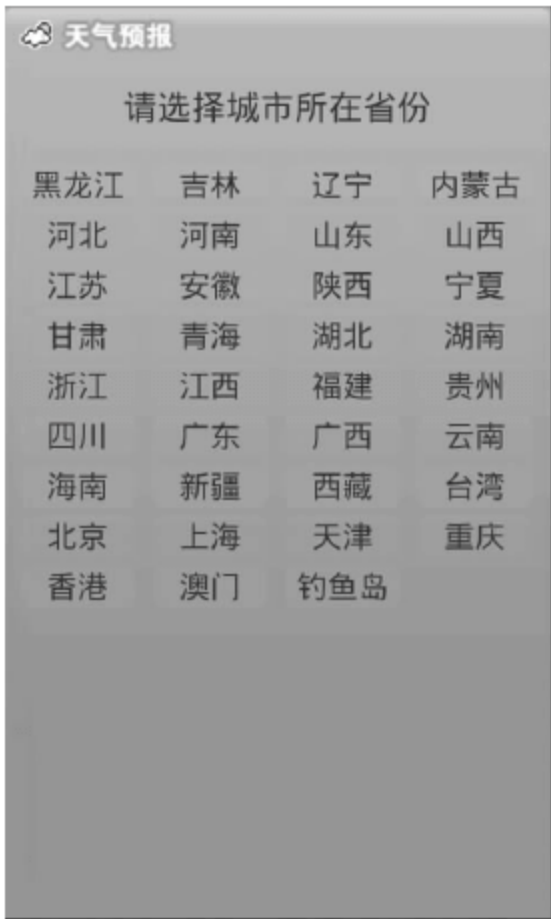 天气预报
请选择城市所在省份
黑龙江 吉林 辽宁 内蒙古
河北 河南 山东 山西
江苏 安徽 陕西 宁夏
甘肃 青海 湖北 湖南
浙江 江西 福建 贵州
四川 广东 广西 云南
海南 新疆 西藏 台湾
北京 上海 天津 重庆
香港 澳门 钓鱼岛